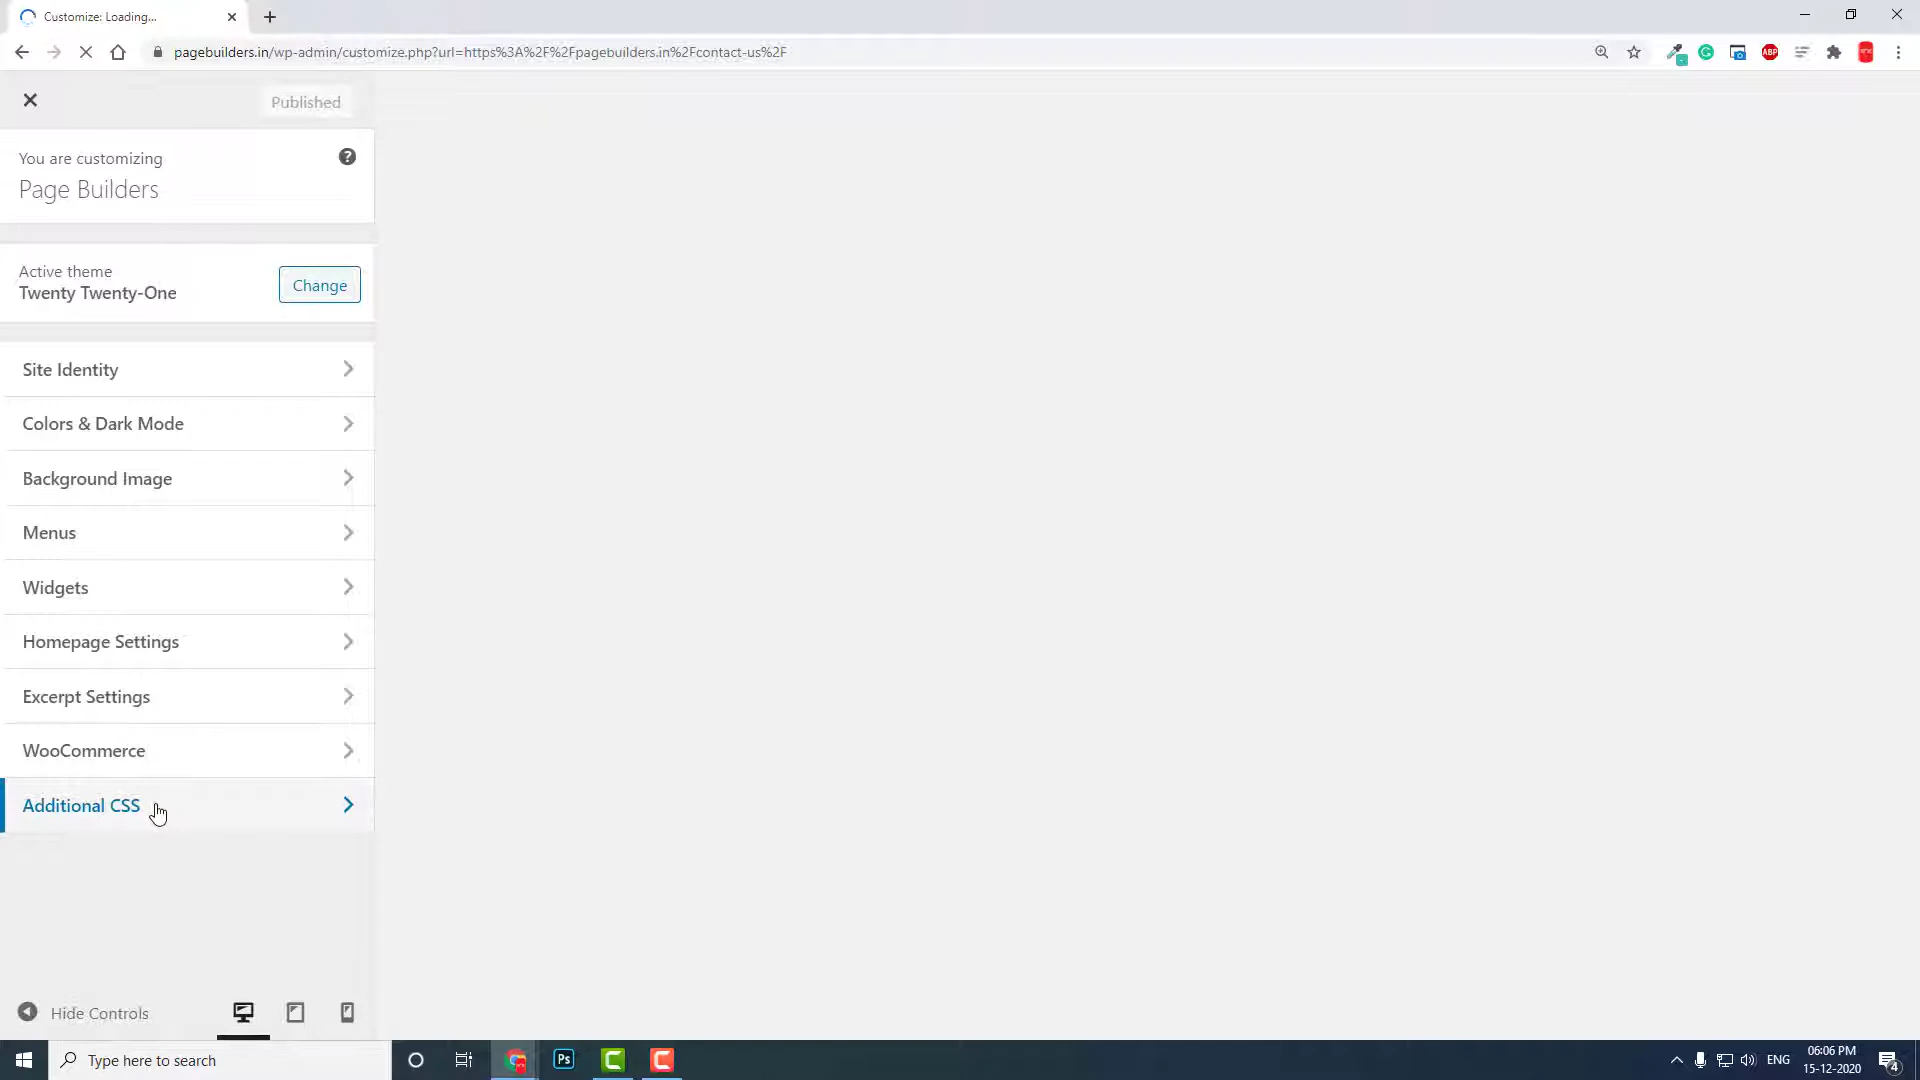 Customize: Loading...
pagebuilders.in/wp-admin/customize.php?url=https%3A%2F%2Fpagebuilders.in%2Fcontact-us%2F
ABP
Published
You are customizing
Page Builders
Active theme
Twenty Twenty-One
Change
Site Identity
Colors & Dark Mode
Background Image
Menus
Widgets
Homepage Settings
Excerpt Settings
WooCommerce
Additional CSS
Hide Controls
Type here to search
Ps
ENG
06:06 PM
15-12-2020
4